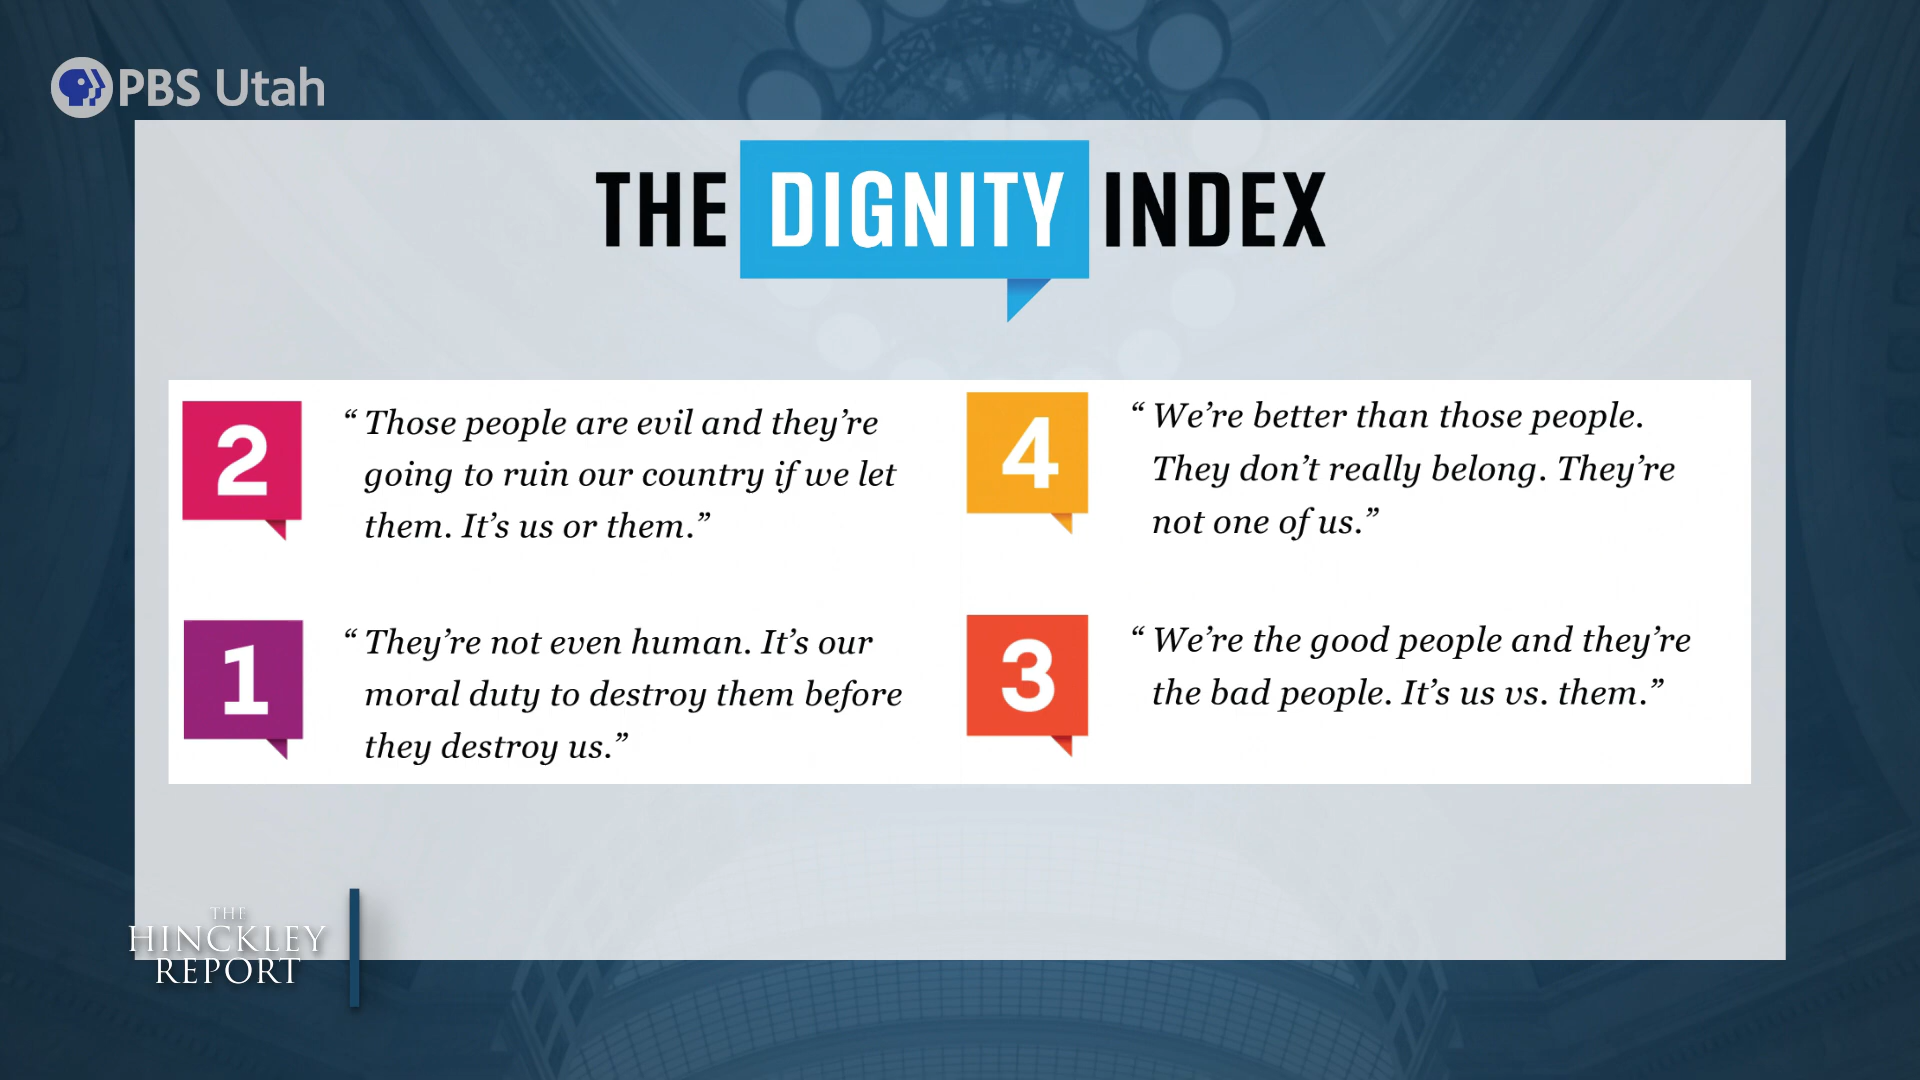 PBS Utah
THE DIGNITY INDEX
2
“ Those people are evil and they’re
going to ruin our country if we let
them. It’s us or them.”
4
“ We’re better than those people.
They don’t really belong. They’re
not one of us.”
1
“ They’re not even human. It’s our
moral duty to destroy them before
they destroy us.”
3
“ We’re the good people and they’re
the bad people. It’s us vs. them.”
THE
HINCKLEY
REPORT